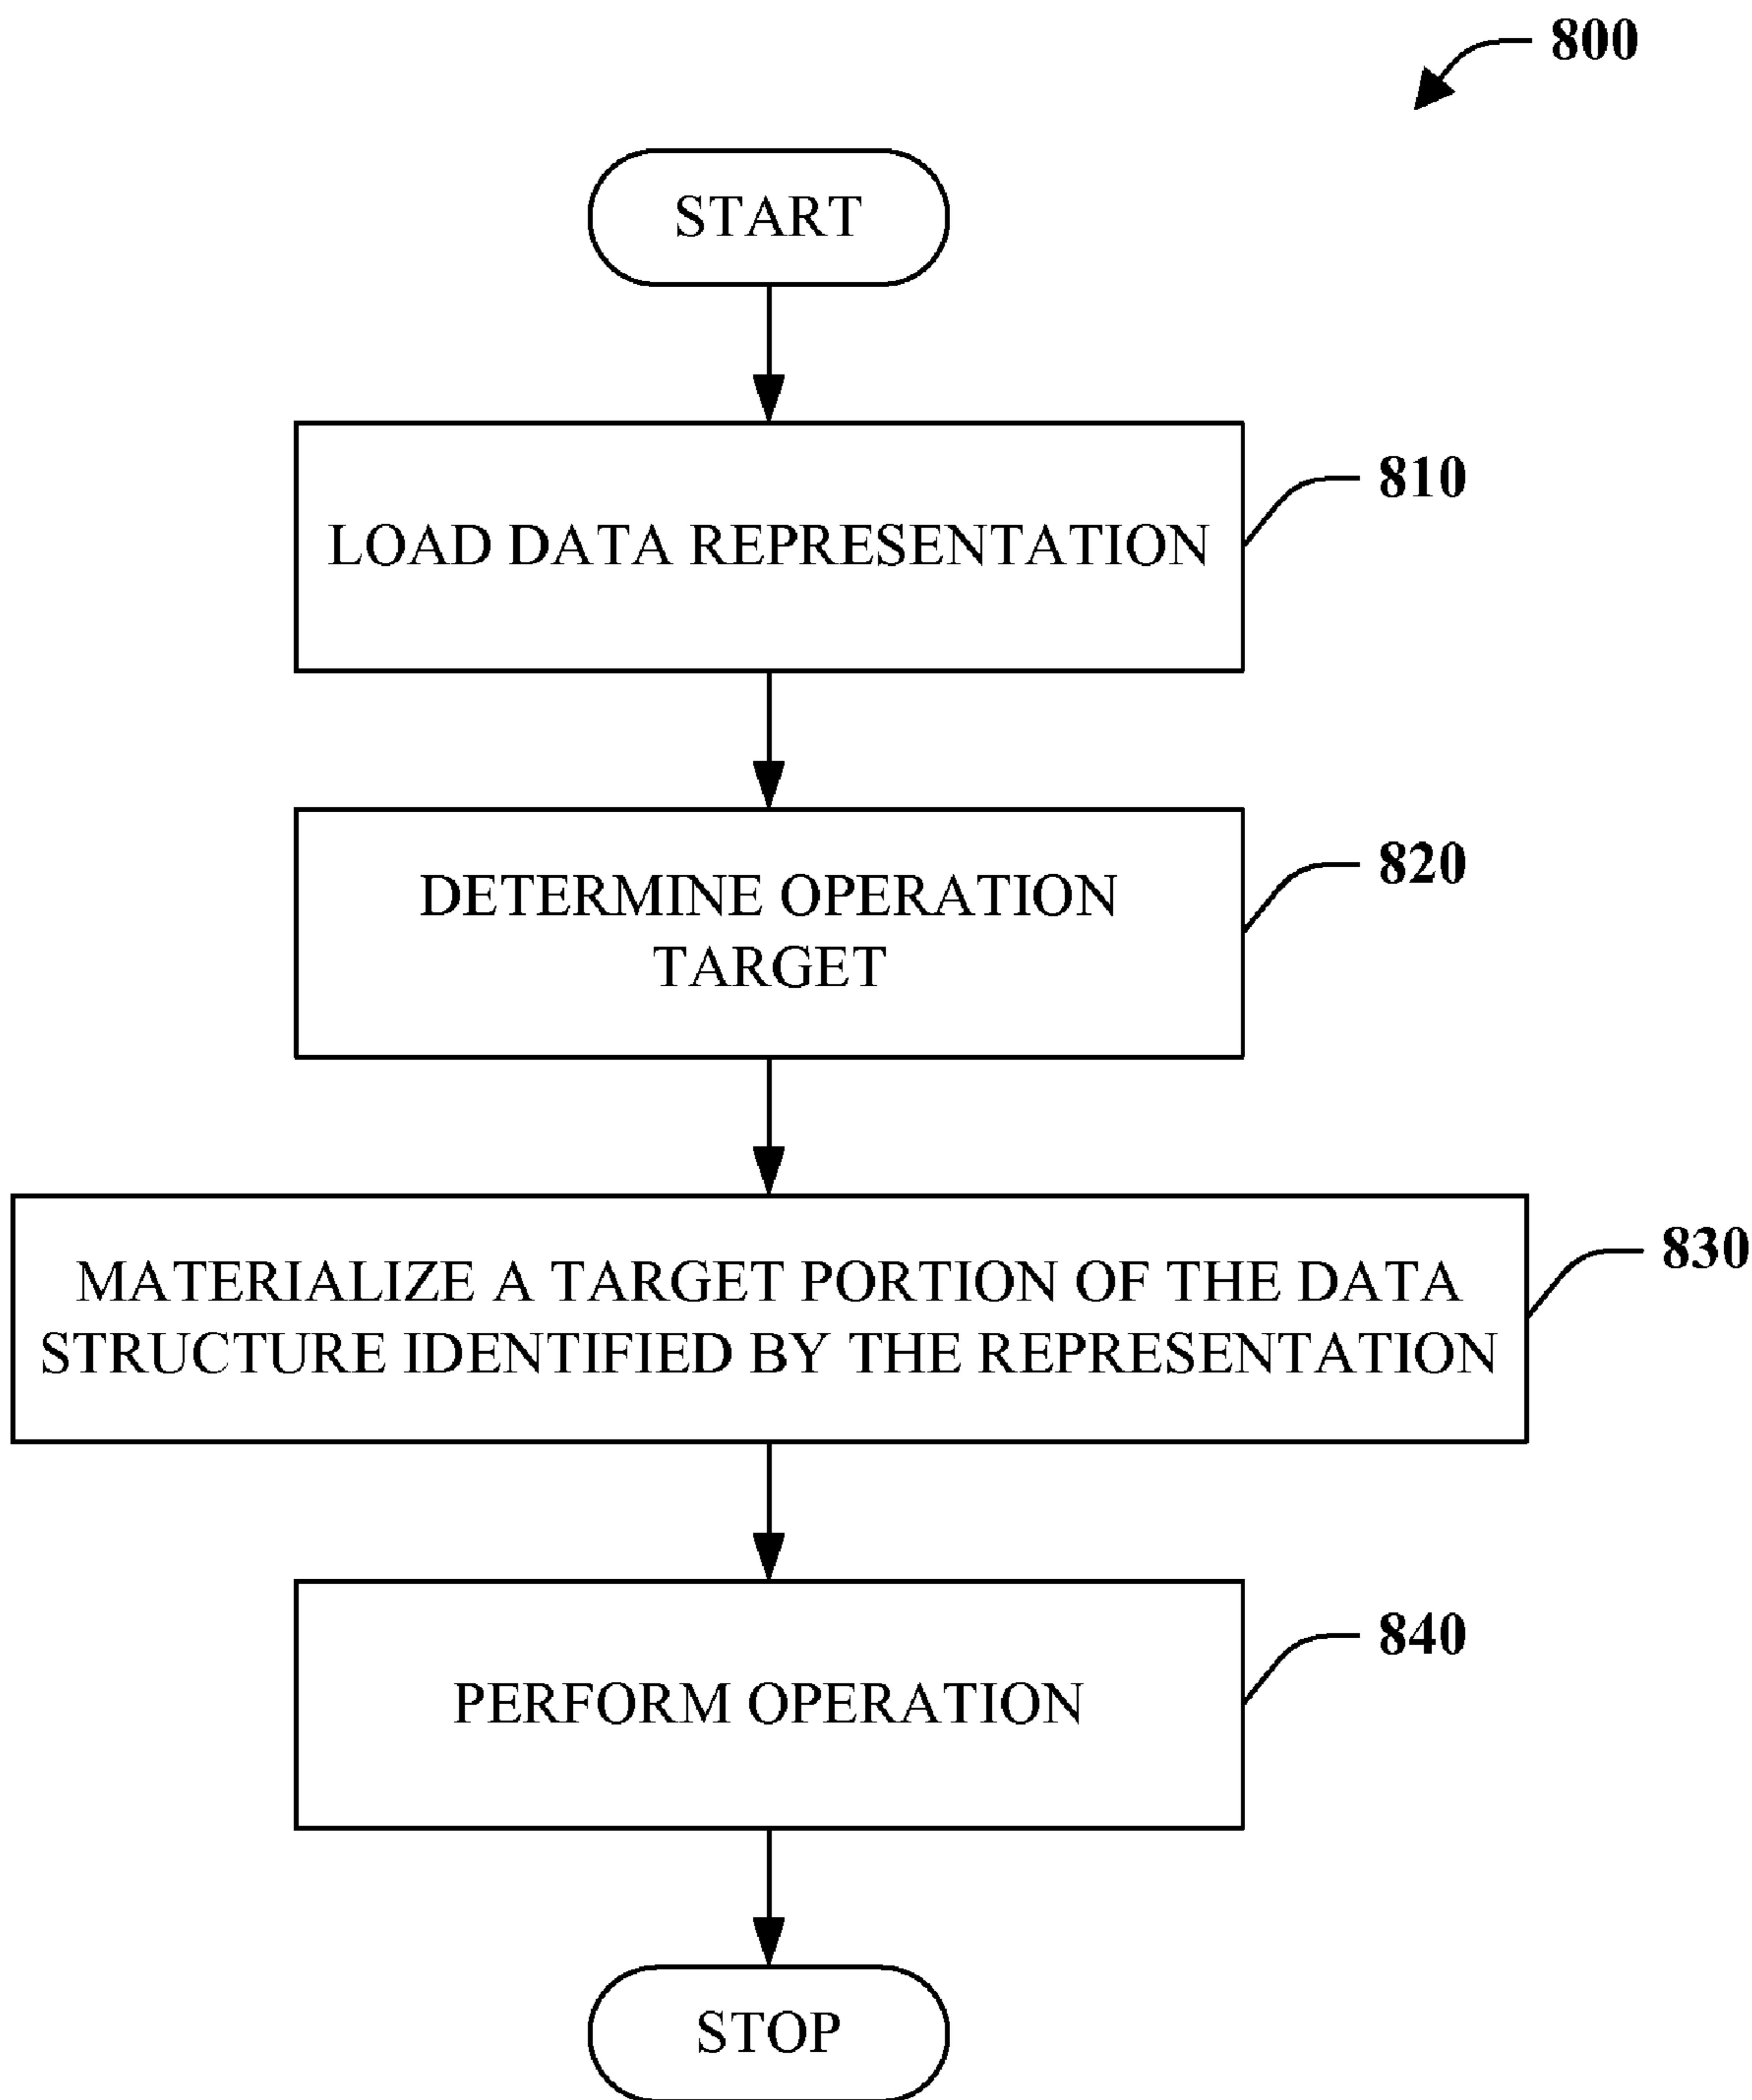 800
START
810
LOAD DATA REPRESENTATION
820
DETERMINE OPERATION
TARGET
830
MATERIALIZE A TARGET PORTION OF THE DATA
STRUCTURE IDENTIFIED BY THE REPRESENTATION
840
PERFORM OPERATION
STOP